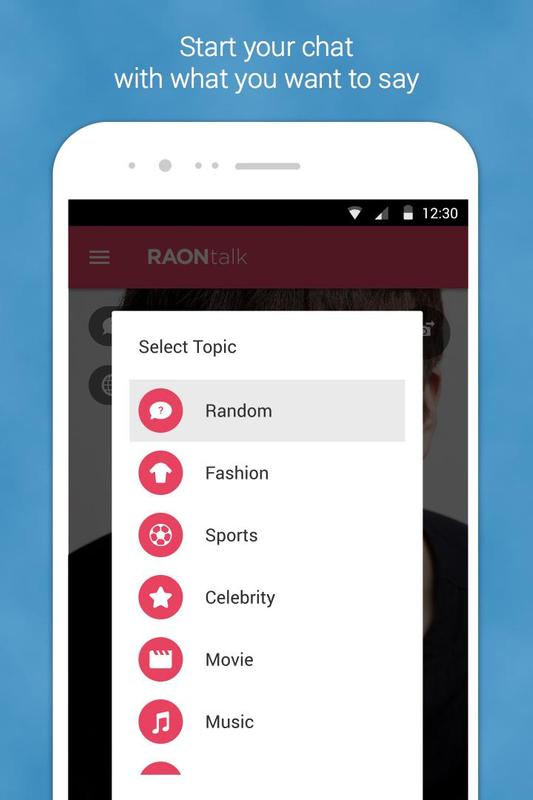 Start your chat
with what you want to say
12:30
RAONtalk
Select Topic
Random
Fashion
Sports
Celebrity
Movie
Music